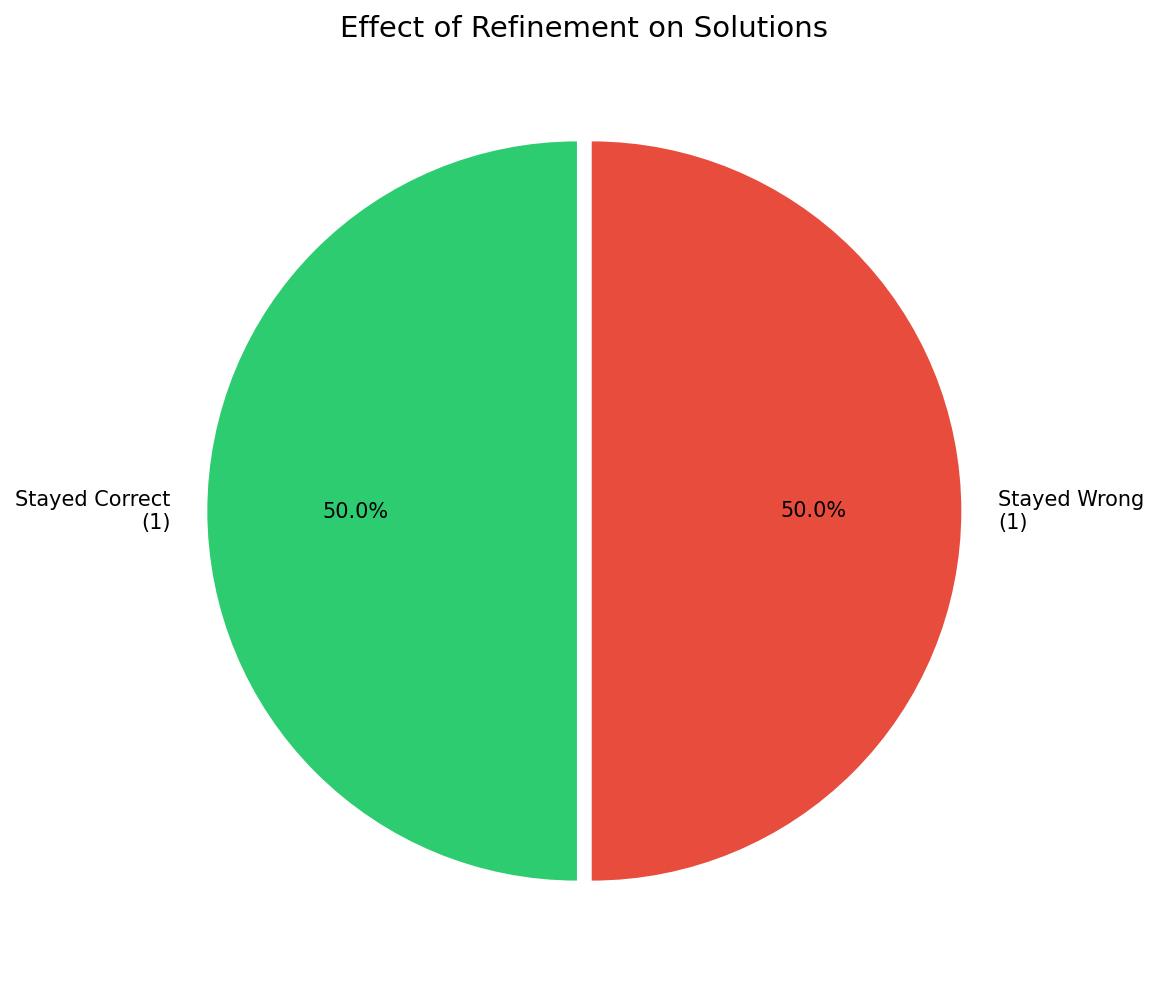 Effect of Refinement on Solutions
Stayed Correct
(1)
50.0%
50.0%
Stayed Wrong
(1)